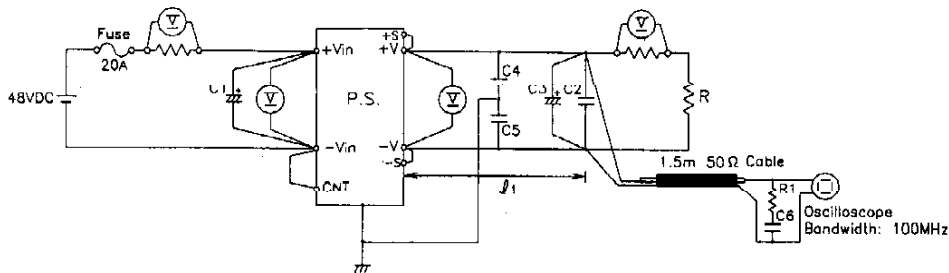 V
Fuse
20A
48VDC
C1
V
+Vin
-Vin
CNT
P.S.
+S
+V
-V
-S
V
C4
C5
C3
C2
V
R
ℓ1
1.5m 50Ω Cable
R1
C6
Oscilloscope
Bandwidth: 100MHz